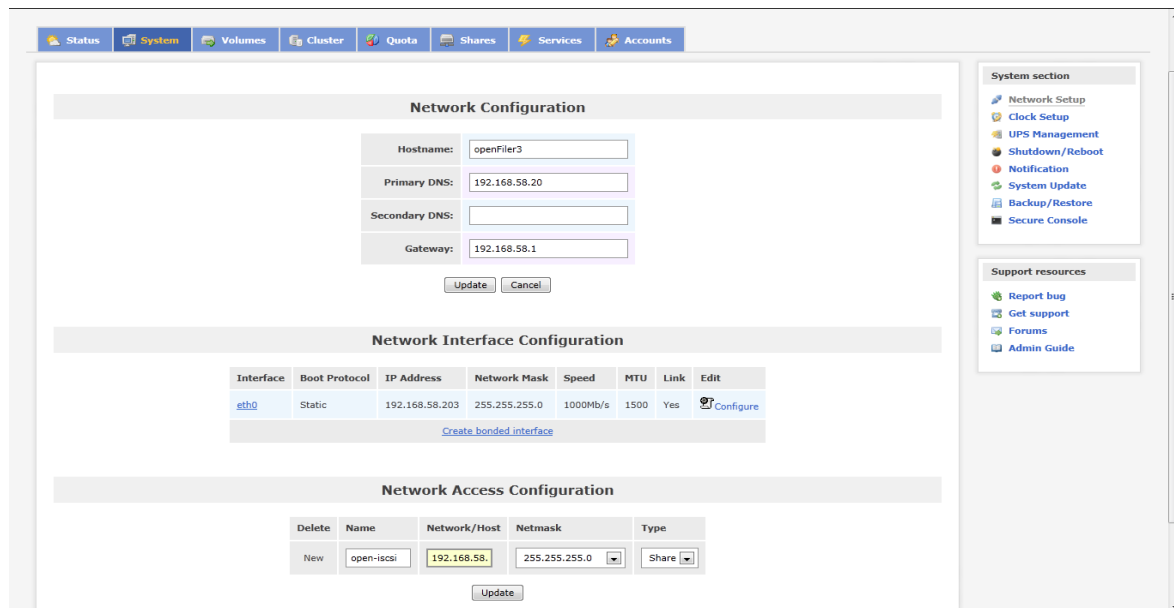 Status System Volumes Cluster Quota Shares Services Accounts
Network Configuration
Hostname: openFiler3
Primary DNS: 192.168.58.20
Secondary DNS:
Gateway: 192.168.58.1
Update Cancel
Network Interface Configuration
Interface Boot Protocol IP Address Network Mask Speed MTU Link Edit
eth0 Static 192.168.58.203 255.255.255.0 1000Mb/s 1500 Yes Configure
Create bonded interface
Network Access Configuration
Delete Name Network/Host Netmask Type
New open-iscsi 192.168.58. 255.255.255.0 Share
Update
System section
Network Setup
Clock Setup
UPS Management
Shutdown/Reboot
Notification
System Update
Backup/Restore
Secure Console
Support resources
Report bug
Get support
Forums
Admin Guide